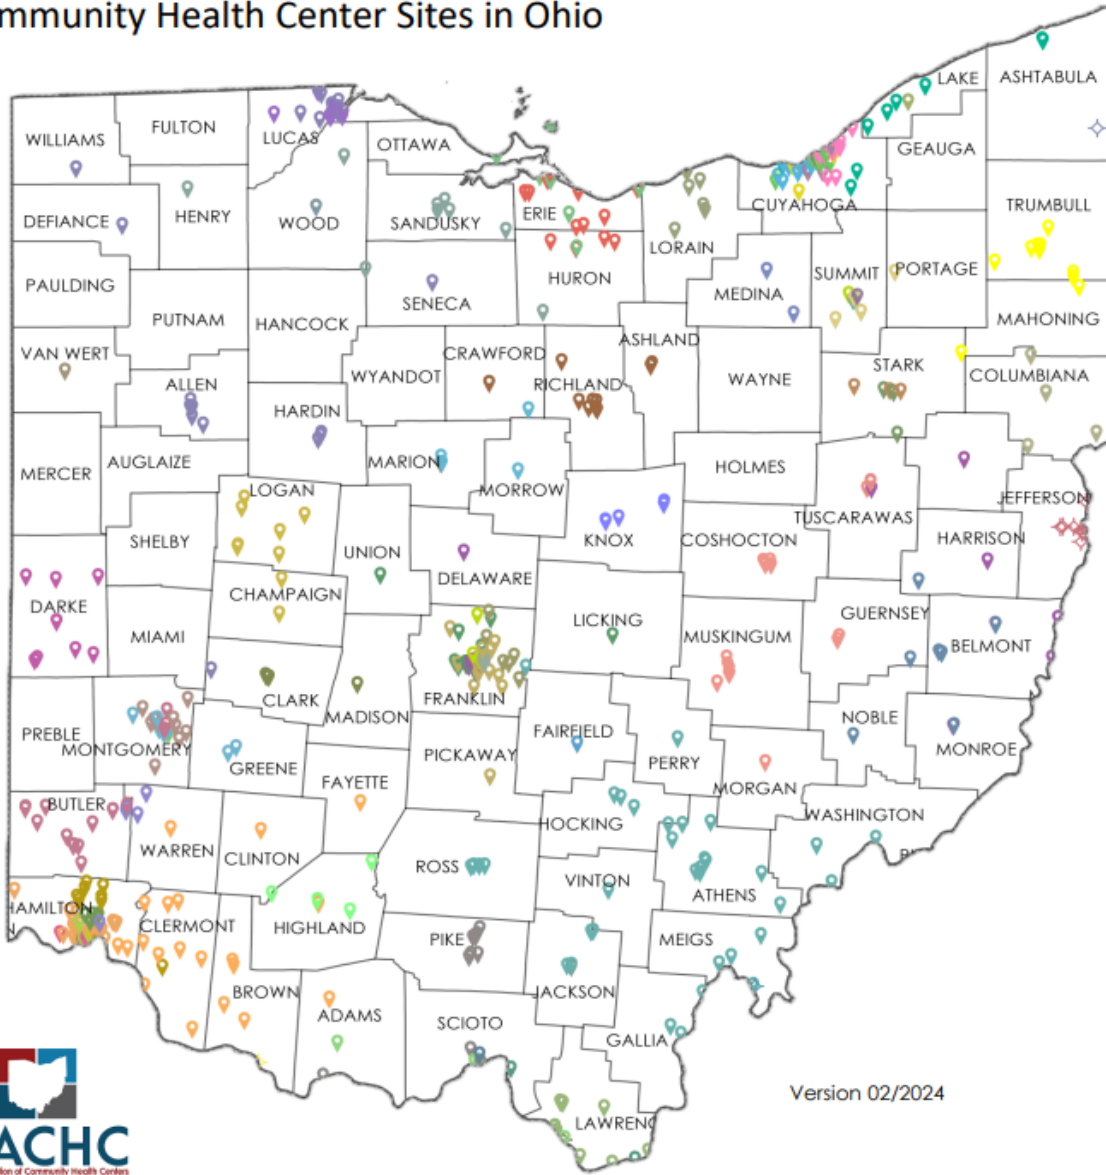 mmunity Health Center Sites in Ohio
LAKE
ASHTABULA
WILLIAMS
FULTON
LUCAS
OTTAWA
GEAUGA
DEFIANCE
HENRY
WOOD
SANDUSKY
ERIE
CUYAHOGA
TRUMBULL
LORAIN
PAULDING
SENECA
HURON
MEDINA
SUMMIT
PORTAGE
PUTNAM
HANCOCK
MAHONING
VAN WERT
CRAWFORD
ASHLAND
ALLEN
WYANDOT
RICHLAND
WAYNE
STARK
COLUMBIANA
HARDIN
MERCER
AUGLAIZE
MARION
MORROW
HOLMES
LOGAN
JEFFERSON
SHELBY
UNION
KNOX
COSHOCTON
TUSCARAWAS
HARRISON
DARKE
CHAMPAIGN
DELAWARE
MIAMI
LICKING
MUSKINGUM
GUERNSEY
BELMONT
CLARK
MADISON
FRANKLIN
PREBLE
MONTGOMERY
FAIRFIELD
PERRY
NOBLE
MONROE
GREENE
PICKAWAY
FAYETTE
MORGAN
BUTLER
WARREN
CLINTON
HOCKING
WASHINGTON
ROSS
VINTON
ATHENS
HAMILTON
N
CLERMONT
HIGHLAND
PIKE
MEIGS
BROWN
ADAMS
SCIOTO
JACKSON
GALLIA
LAWRENC
Version 02/2024
ACHC
ion of Community Health Centers